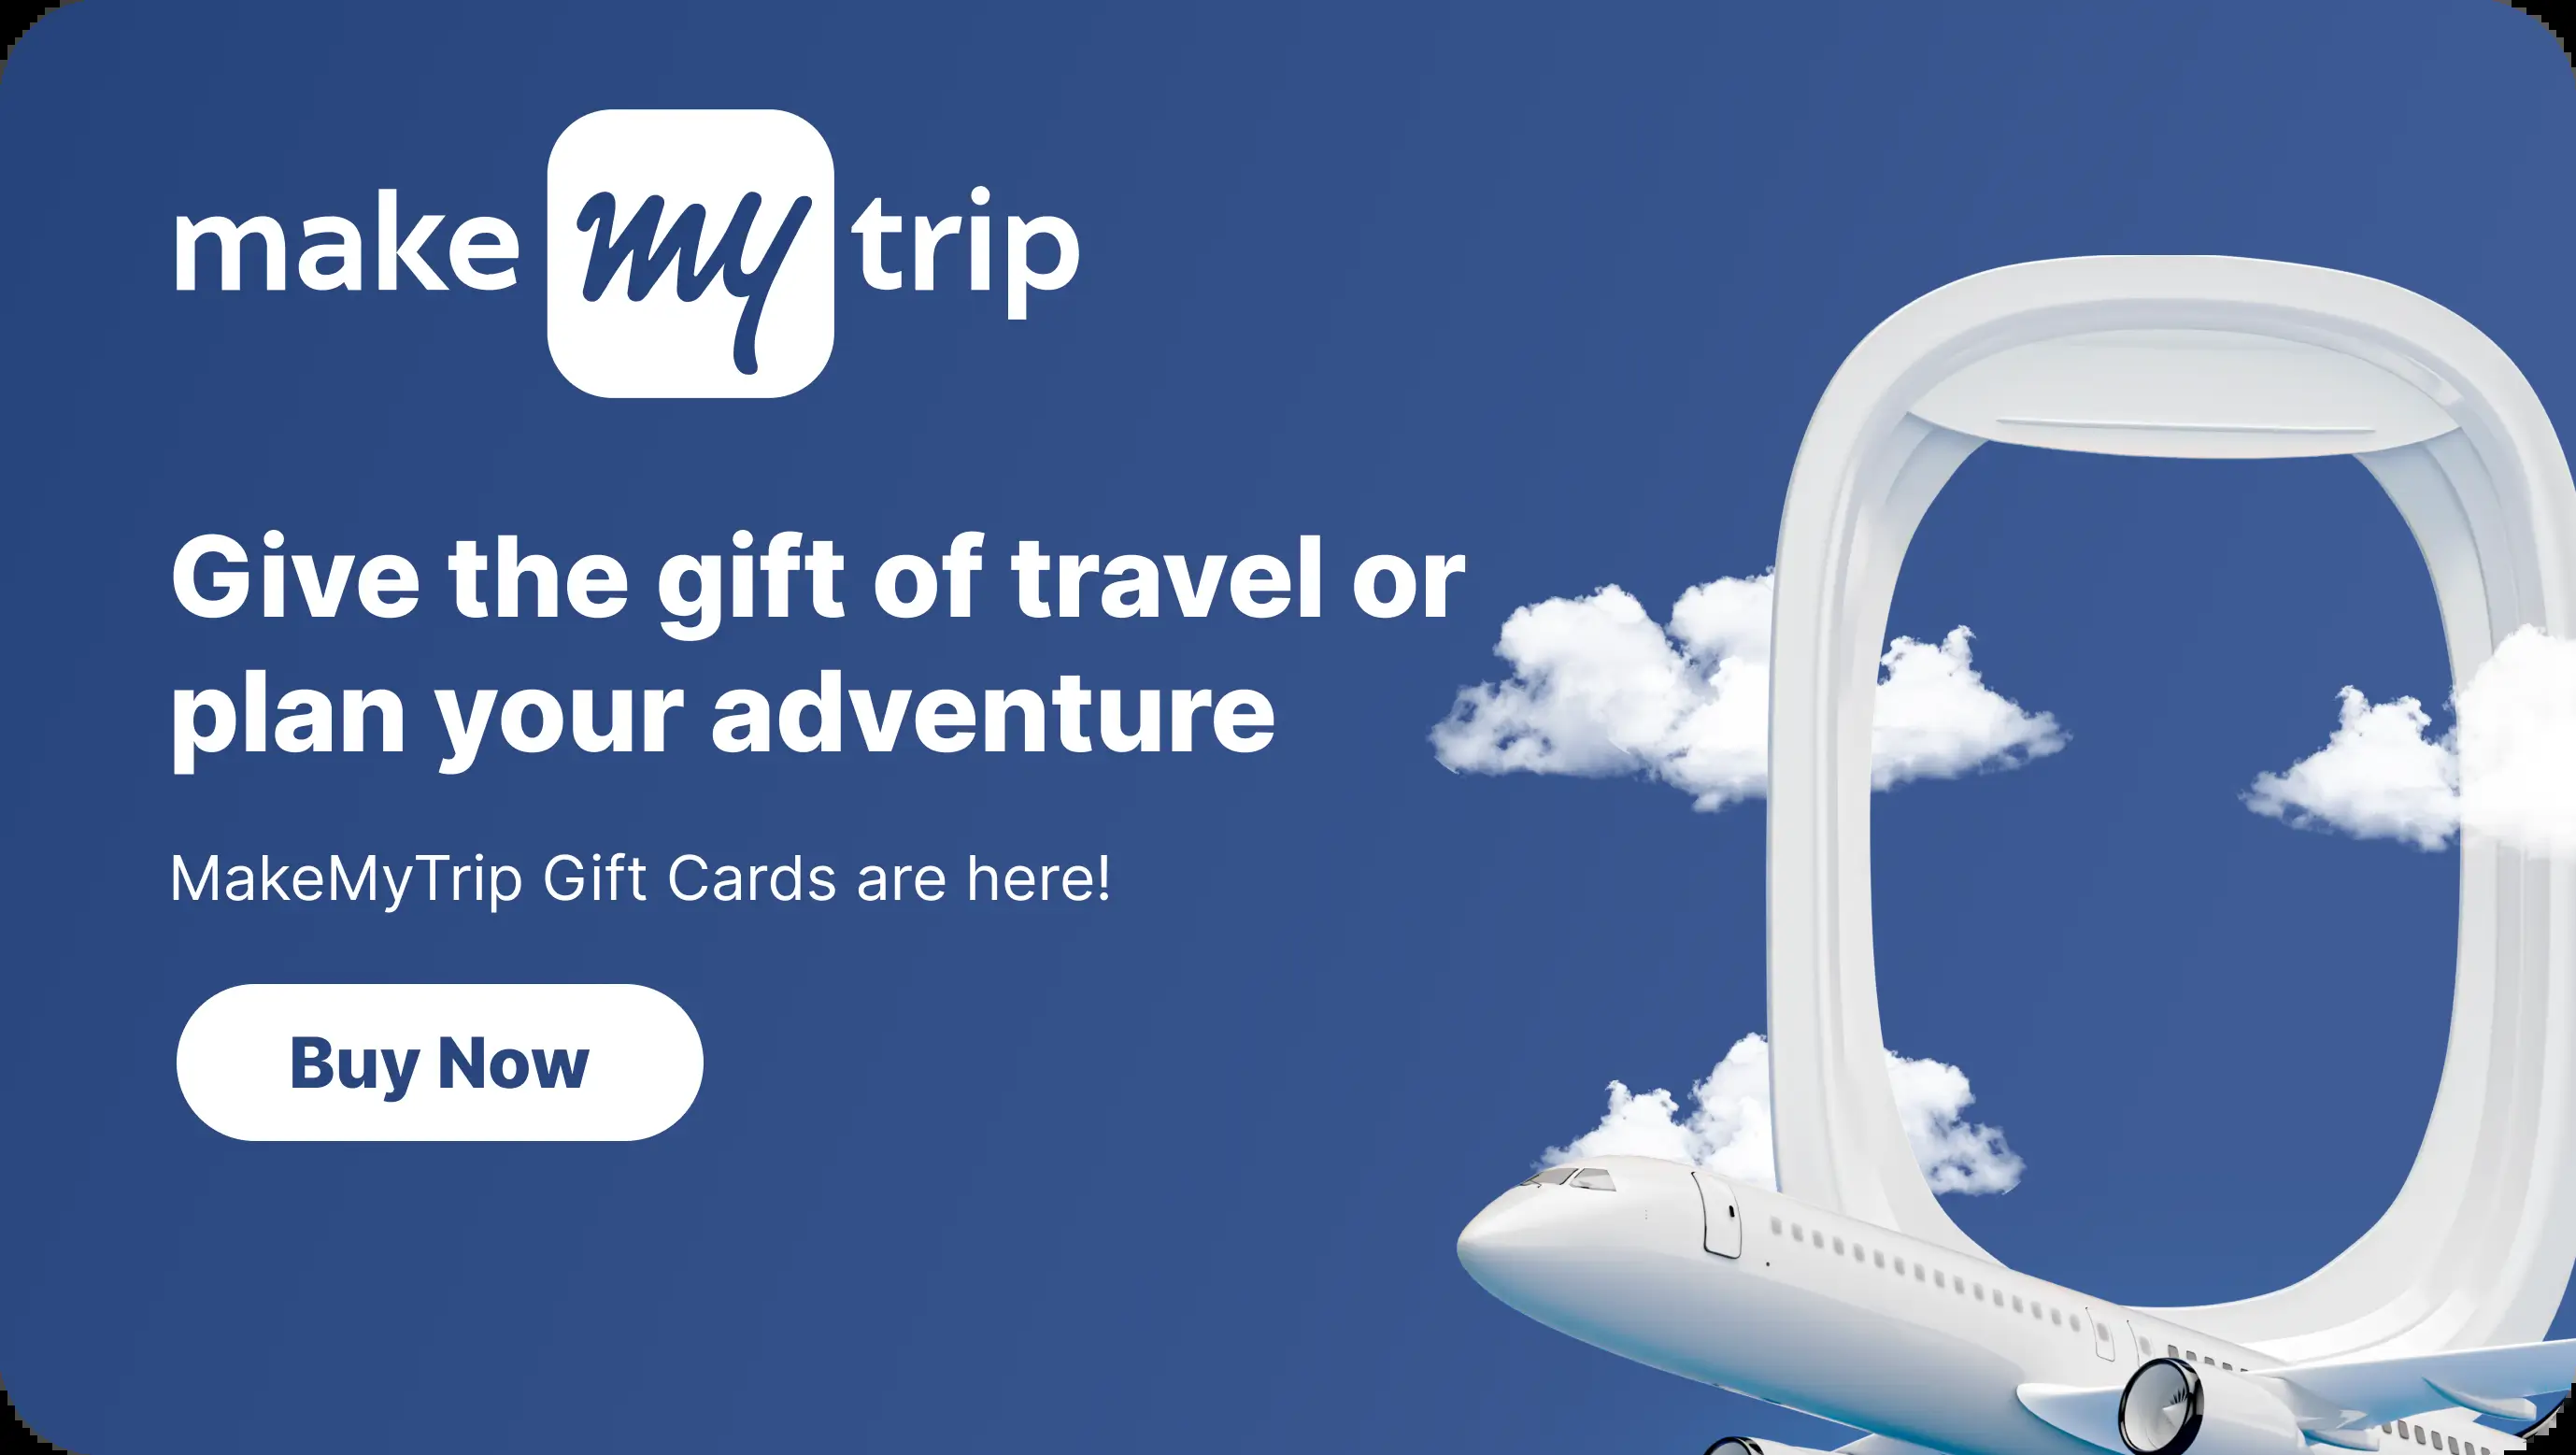 make my trip
Give the gift of travel or
plan your adventure
MakeMyTrip Gift Cards are here!
Buy Now